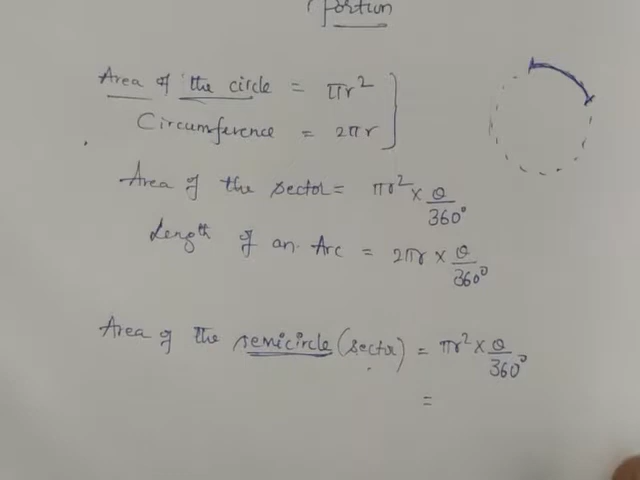 Portion
Area of the circle = πr²
Circumference = 2πr
Area of the sector = πr² × θ/360°
Length of an Arc = 2πr × θ/360°
Area of the semicircle (sector) = πr² × θ/360°
=